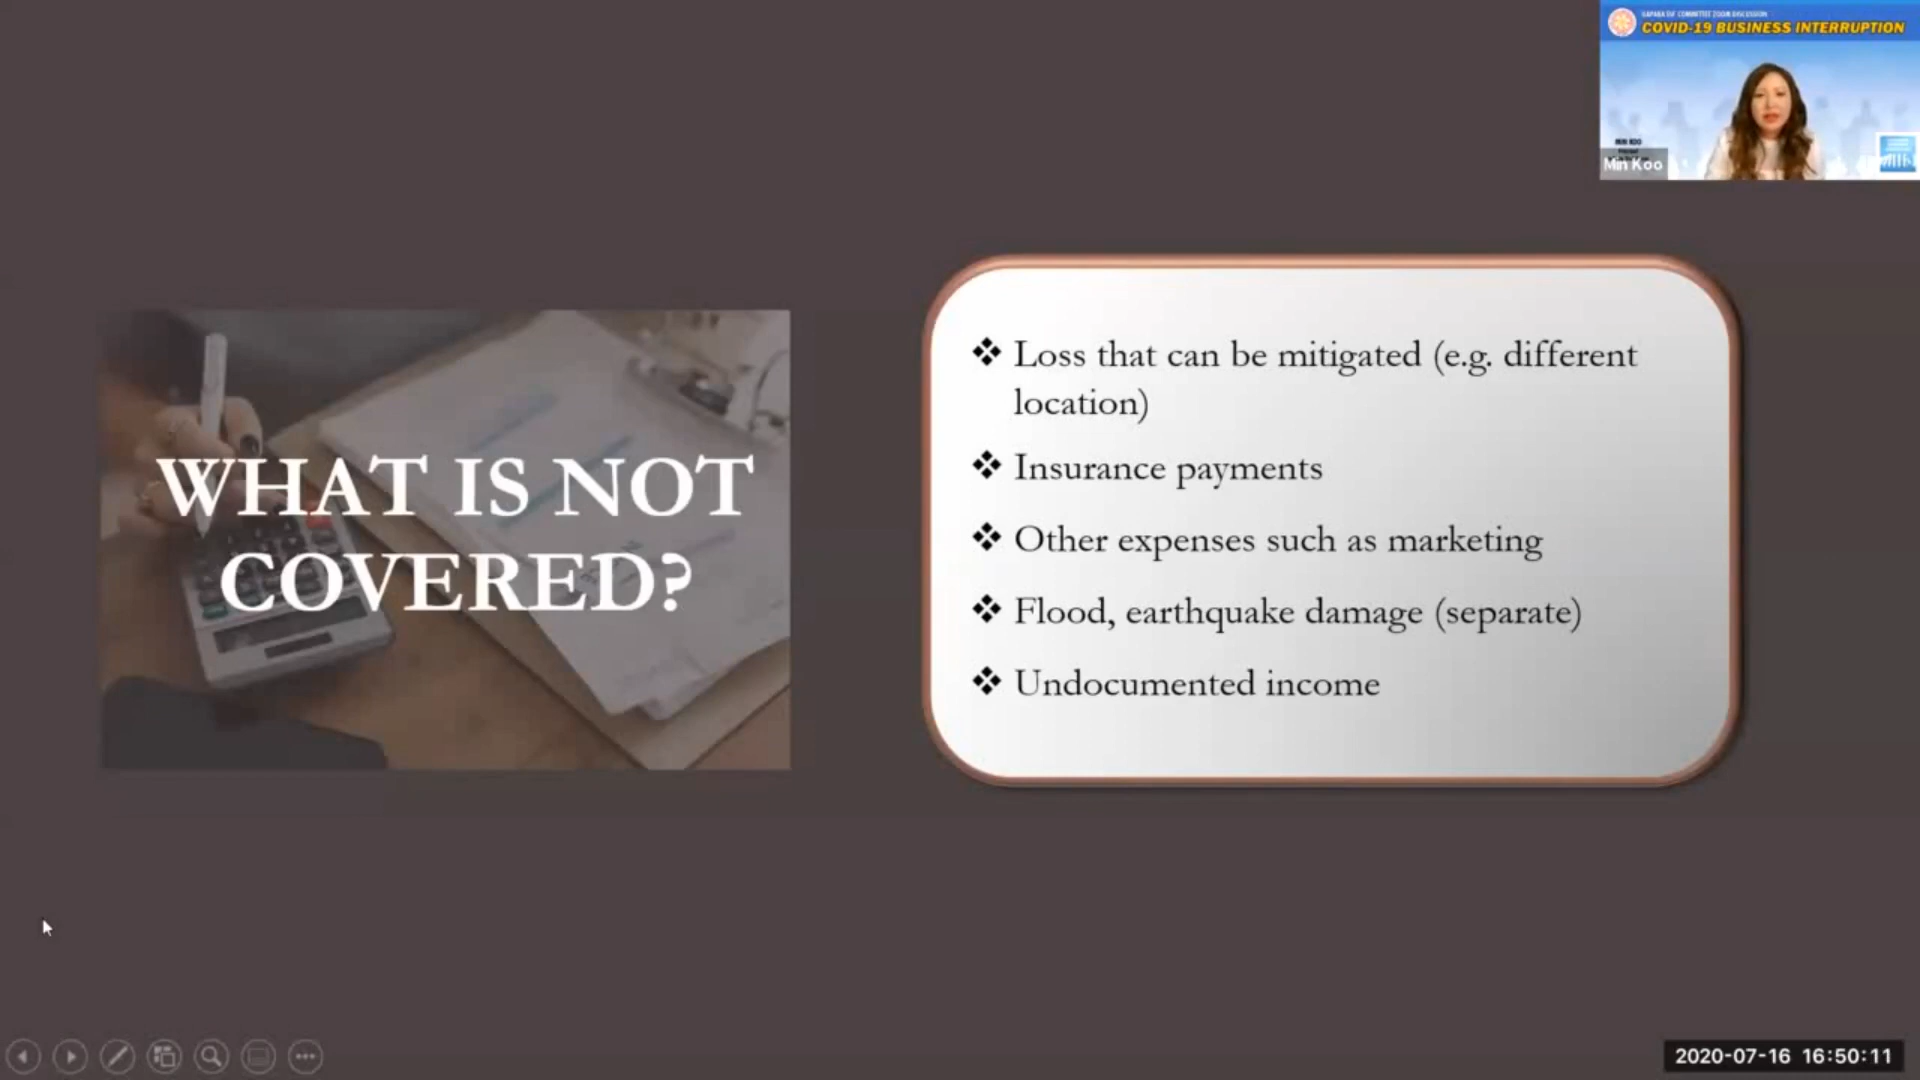 COVID-19 BUSINESS INTERRUPTION
MIN KOO
Min Koo
WHAT IS NOT
COVERED?
❖ Loss that can be mitigated (e.g. different
location)
❖ Insurance payments
❖ Other expenses such as marketing
❖ Flood, earthquake damage (separate)
❖ Undocumented income
2020-07-16 16:50:11